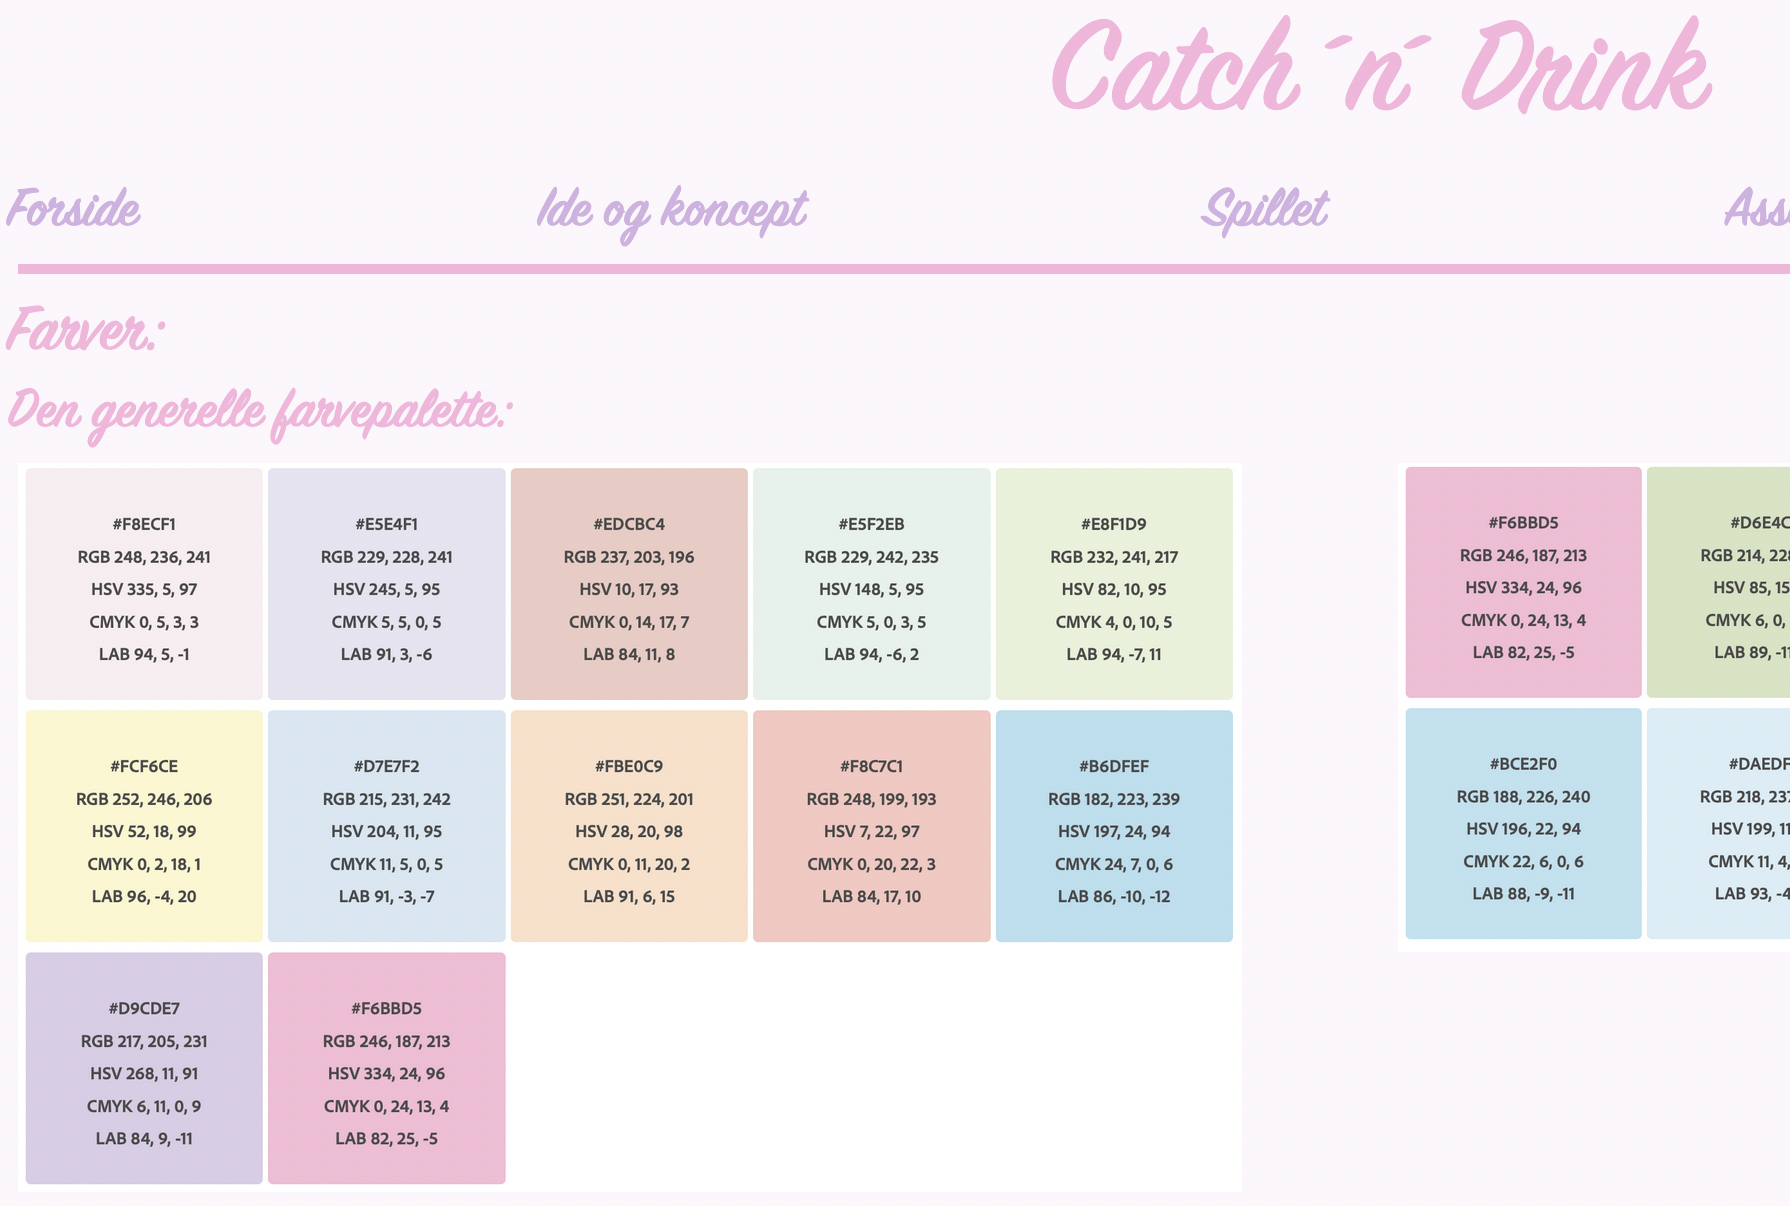 Catch ´n´ Drink
Forside
Ide og koncept
Spillet
Farver:
Den generelle farvepalette:
#F8ECF1
RGB 248, 236, 241
HSV 335, 5, 97
CMYK 0, 5, 3, 3
LAB 94, 5, -1
#E5E4F1
RGB 229, 228, 241
HSV 245, 5, 95
CMYK 5, 5, 0, 5
LAB 91, 3, -6
#EDCBC4
RGB 237, 203, 196
HSV 10, 17, 93
CMYK 0, 14, 17, 7
LAB 84, 11, 8
#E5F2EB
RGB 229, 242, 235
HSV 148, 5, 95
CMYK 5, 0, 3, 5
LAB 94, -6, 2
#E8F1D9
RGB 232, 241, 217
HSV 82, 10, 95
CMYK 4, 0, 10, 5
LAB 94, -7, 11
#FCF6CE
RGB 252, 246, 206
HSV 52, 18, 99
CMYK 0, 2, 18, 1
LAB 96, -4, 20
#D7E7F2
RGB 215, 231, 242
HSV 204, 11, 95
CMYK 11, 5, 0, 5
LAB 91, -3, -7
#FBE0C9
RGB 251, 224, 201
HSV 28, 20, 98
CMYK 0, 11, 20, 2
LAB 91, 6, 15
#F8C7C1
RGB 248, 199, 193
HSV 7, 22, 97
CMYK 0, 20, 22, 3
LAB 84, 17, 10
#B6DFEF
RGB 182, 223, 239
HSV 197, 24, 94
CMYK 24, 7, 0, 6
LAB 86, -10, -12
#D9CDE7
RGB 217, 205, 231
HSV 268, 11, 91
CMYK 6, 11, 0, 9
LAB 84, 9, -11
#F6BBD5
RGB 246, 187, 213
HSV 334, 24, 96
CMYK 0, 24, 13, 4
LAB 82, 25, -5
#F6BBD5
RGB 246, 187, 213
HSV 334, 24, 96
CMYK 0, 24, 13, 4
LAB 82, 25, -5
#D6E4C
RGB 214, 228
HSV 85, 15
CMYK 6, 0,
LAB 89, -11
#BCE2F0
RGB 188, 226, 240
HSV 196, 22, 94
CMYK 22, 6, 0, 6
LAB 88, -9, -11
#DAEDF
RGB 218, 237
HSV 199, 11
CMYK 11, 4,
LAB 93, -4